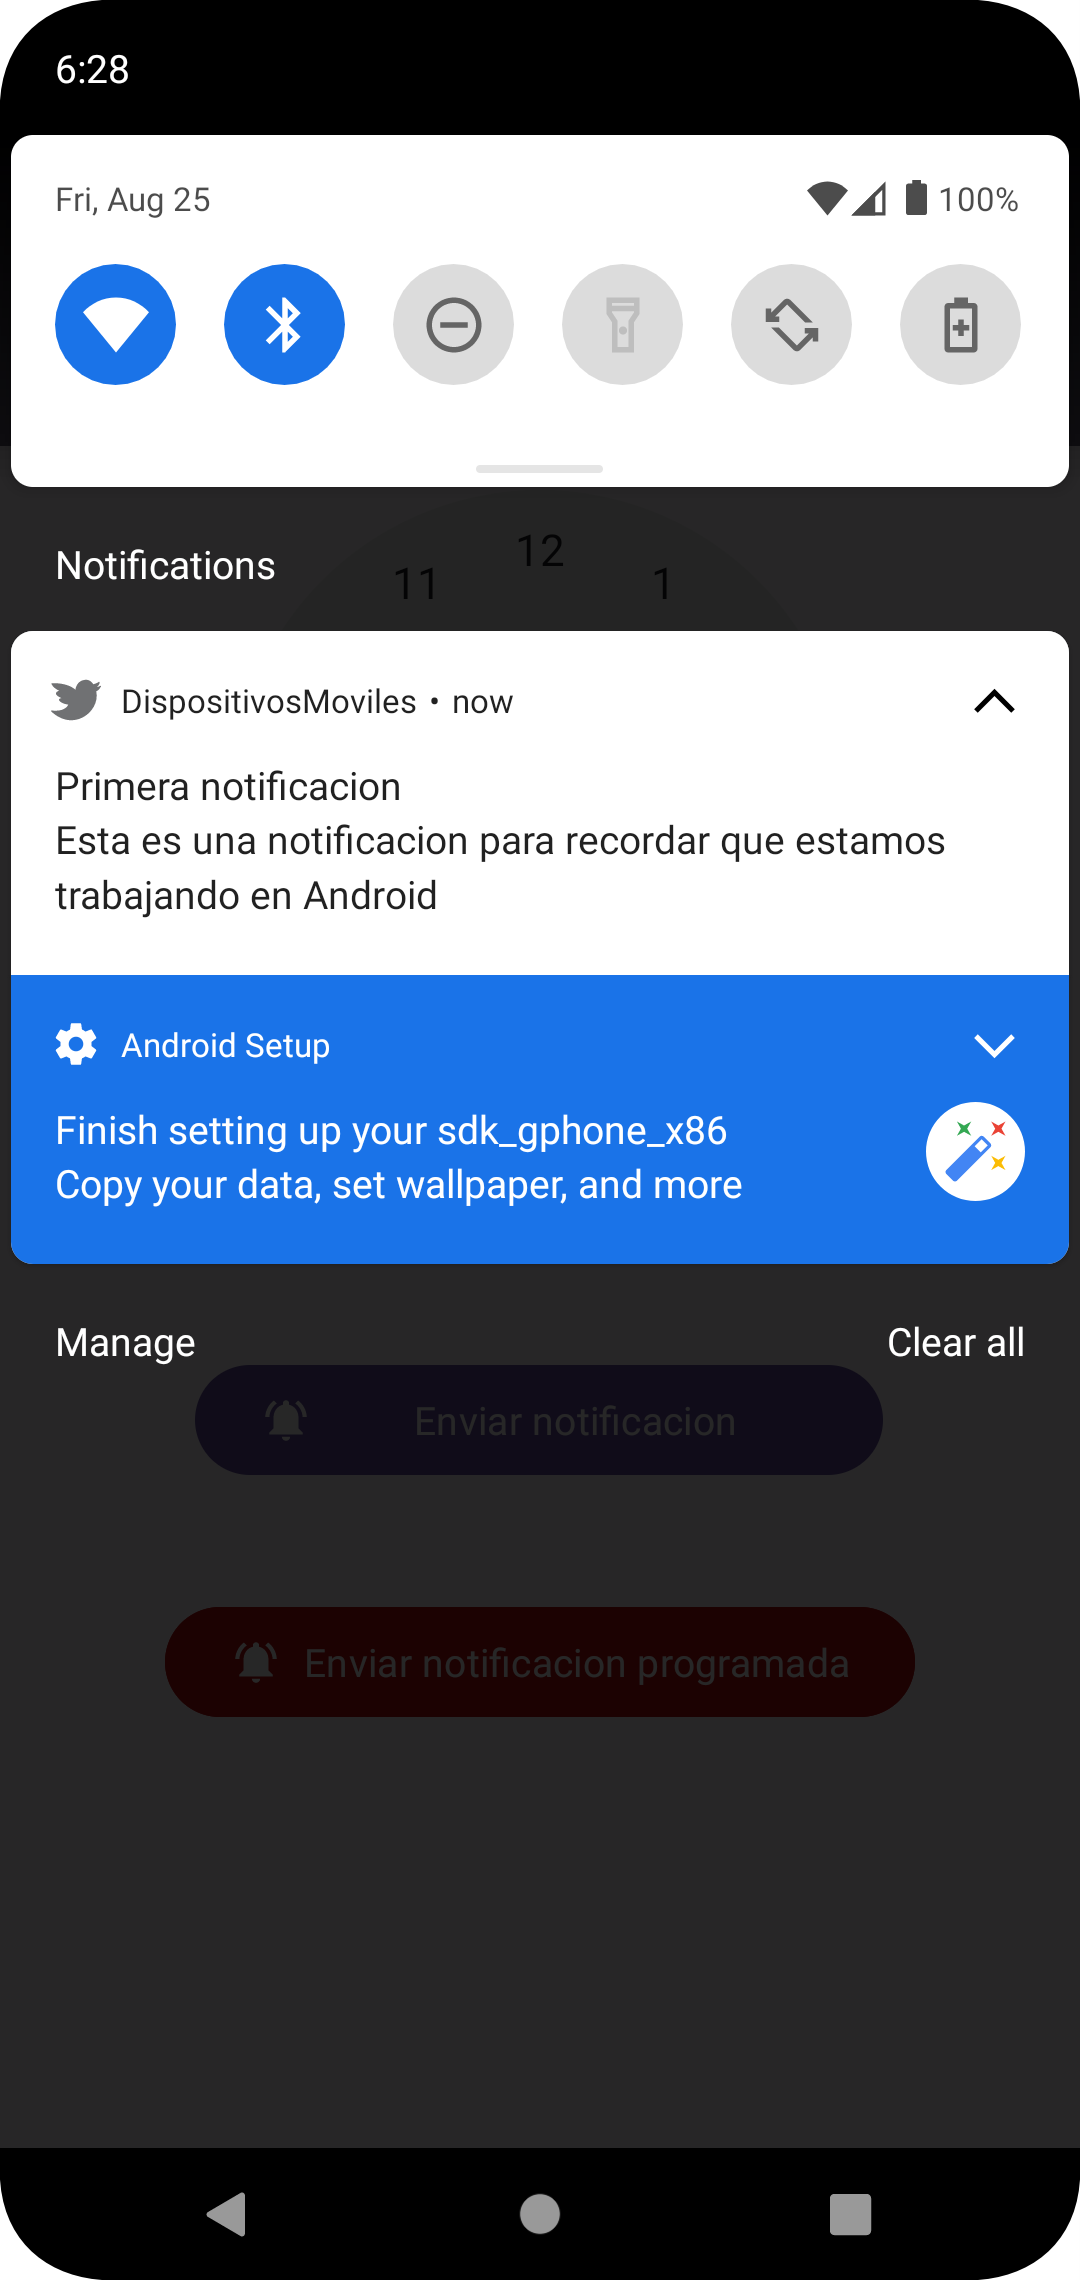 6:28
Fri, Aug 25
100%
12
11
1
Notifications
DispositivosMoviles • now
Primera notificacion
Esta es una notificacion para recordar que estamos
trabajando en Android
Android Setup
Finish setting up your sdk_gphone_x86
Copy your data, set wallpaper, and more
Manage
Clear all
Enviar notificacion
Enviar notificacion programada